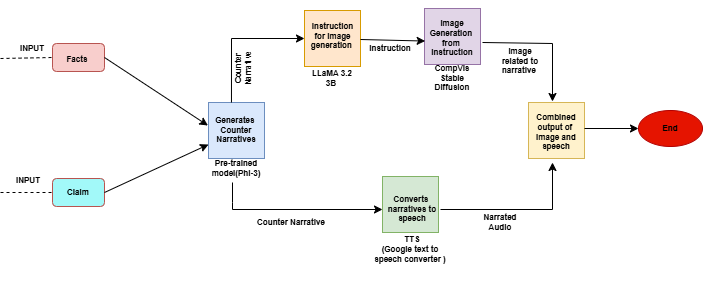 INPUT
Facts
INPUT
Claim
Generates
Counter
Narratives
Pre-trained
model(Phi-3)
Counter
Narrative
Instruction
for image
generation
LLaMA 3.2
3B
Instruction
Image
Generation
from
Instruction
CompVis
Stable
Diffusion
Image
related to
narrative
Counter Narrative
Converts
narratives to
speech
TTS
(Google text to
speech converter )
Narrated
Audio
Combined
output of
image and
speech
End